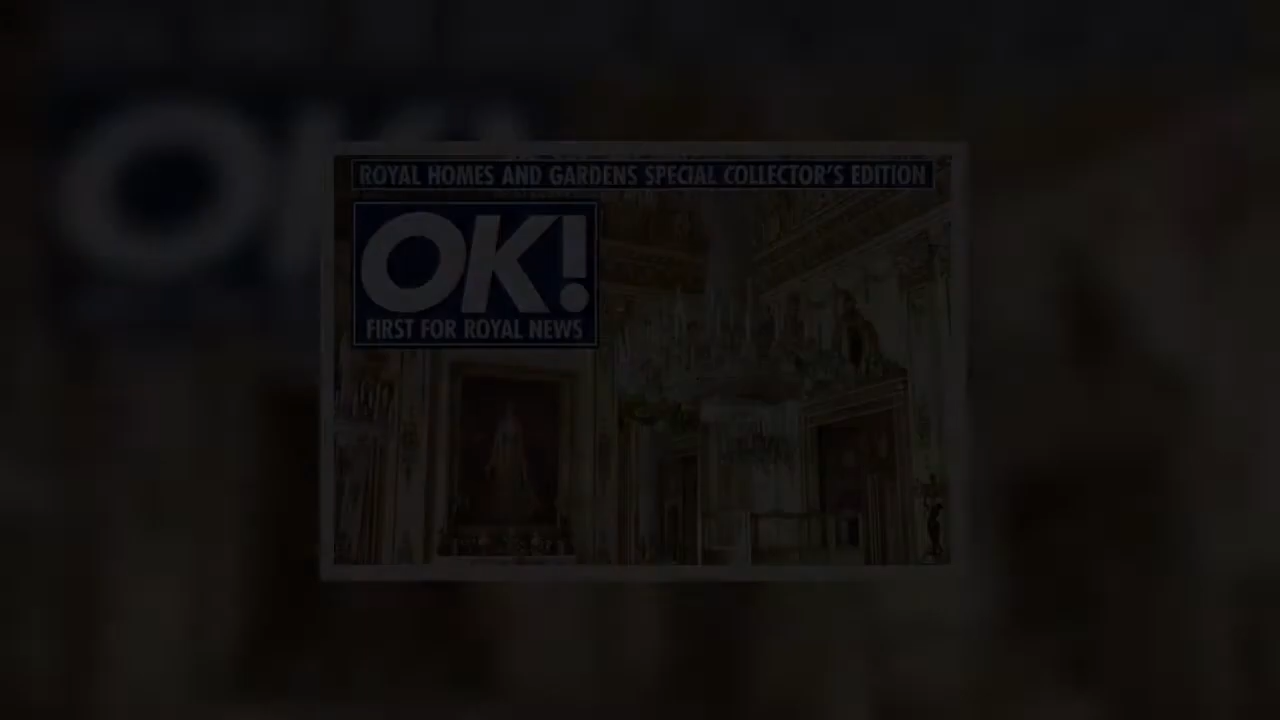 ROYAL HOMES AND GARDENS SPECIAL COLLECTOR'S EDITION
OK!
FIRST FOR ROYAL NEWS